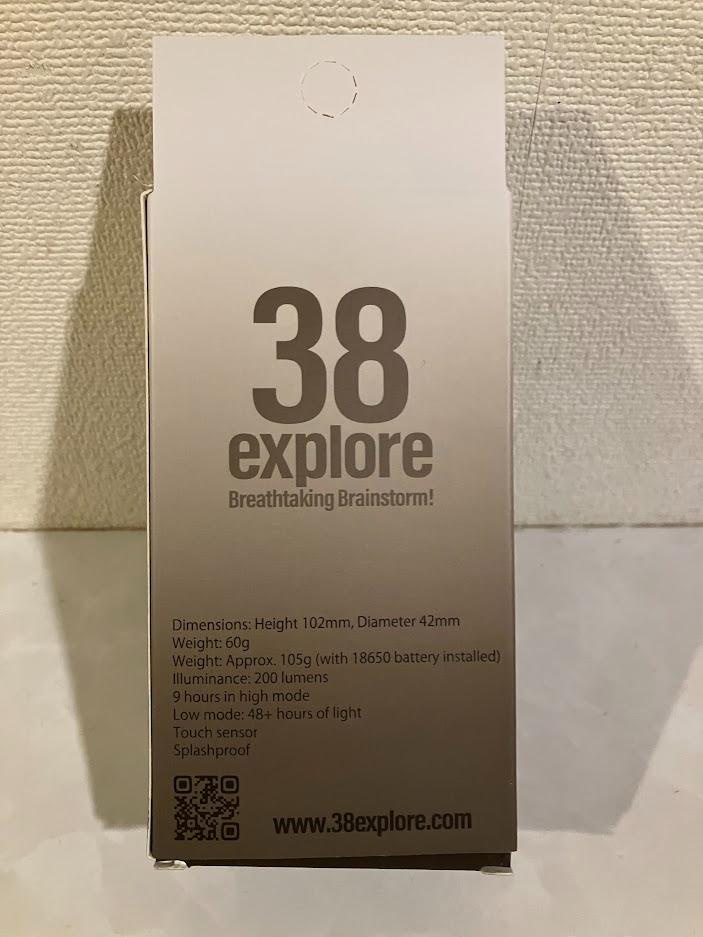 38
explore
Breathtaking Brainstorm!
Dimensions: Height 102mm, Diameter 42mm
Weight: 60g
Weight: Approx. 105g (with 18650 battery installed)
Illuminance: 200 lumens
9 hours in high mode
Low mode: 48+ hours of light
Touch sensor
Splashproof
www.38explore.com